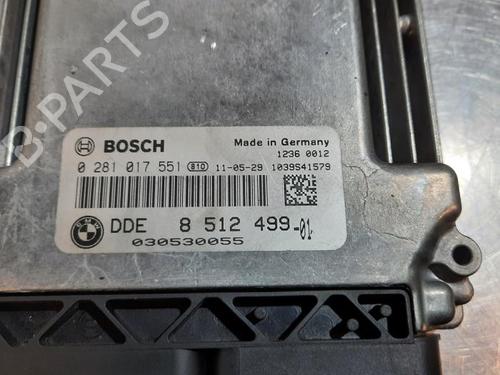 B-PARTS
BOSCH
Made in Germany
1236 0012
0 281 017 551 810 11-05-29 1039S41579
DDE 8 512 499-01
030530055